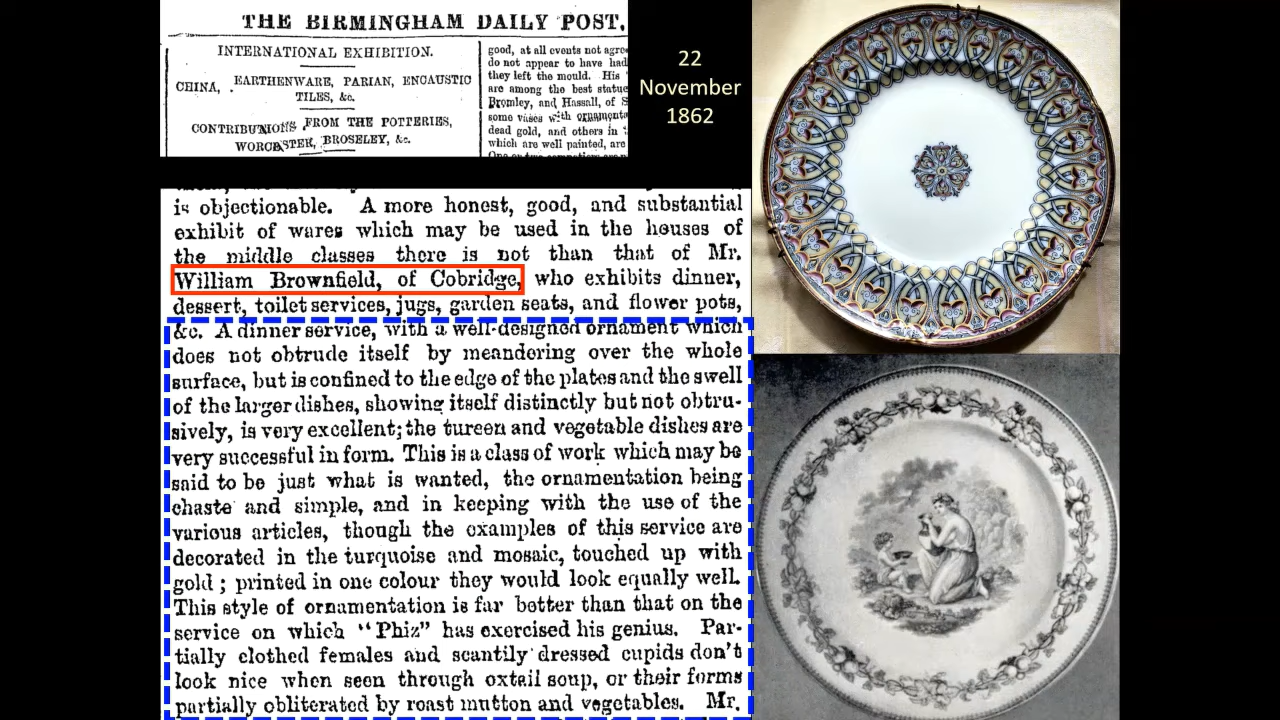 THE BIRMINGHAM DAILY POST,
INTERNATIONAL EXHIBITION.
CHINA, EARTHENWARE, PARIAN, ENCAUSTIC
TILES, &c.
CONTRIBUTIONS FROM THE POTTERIES,
WORCESTER, BROSELEY, &c.
good, at all events not agre
do not appear to have had
they left the mould. His
are among the best statue
Bromley, and Hassall, of S
some vases with ornaments
dead gold, and others in
which are well painted, are
22
November
1862
is objectionable. A more honest, good, and substantial
exhibit of wares which may be used in the houses of
the middle classes there is not than that of Mr.
William Brownfield, of Cobridge, who exhibits dinner,
dessert, toilet services, jugs, garden seats, and flower pots,
&c. A dinner service, with a well-designed ornament which
does not obtrude itself by meandering over the whole
surface, but is confined to the edge of the plates and the swell
of the larger dishes, showing itself distinctly but not obtru-
sively, is very excellent; the tureen and vegetable dishes are
very successful in form. This is a class of work which may be
said to be just what is wanted, the ornamentation being
chaste and simple, and in keeping with the use of the
various articles, though the examples of this service are
decorated in the turquoise and mosaic, touched up with
gold; printed in one colour they would look equally well.
This style of ornamentation is far better than that on the
service on which "Phiz" has exercised his genius. Par-
tially clothed females and scantily dressed cupids don't
look nice when seen through oxtail soup, or their forms
partially obliterated by roast mutton and vegetables. Mr.